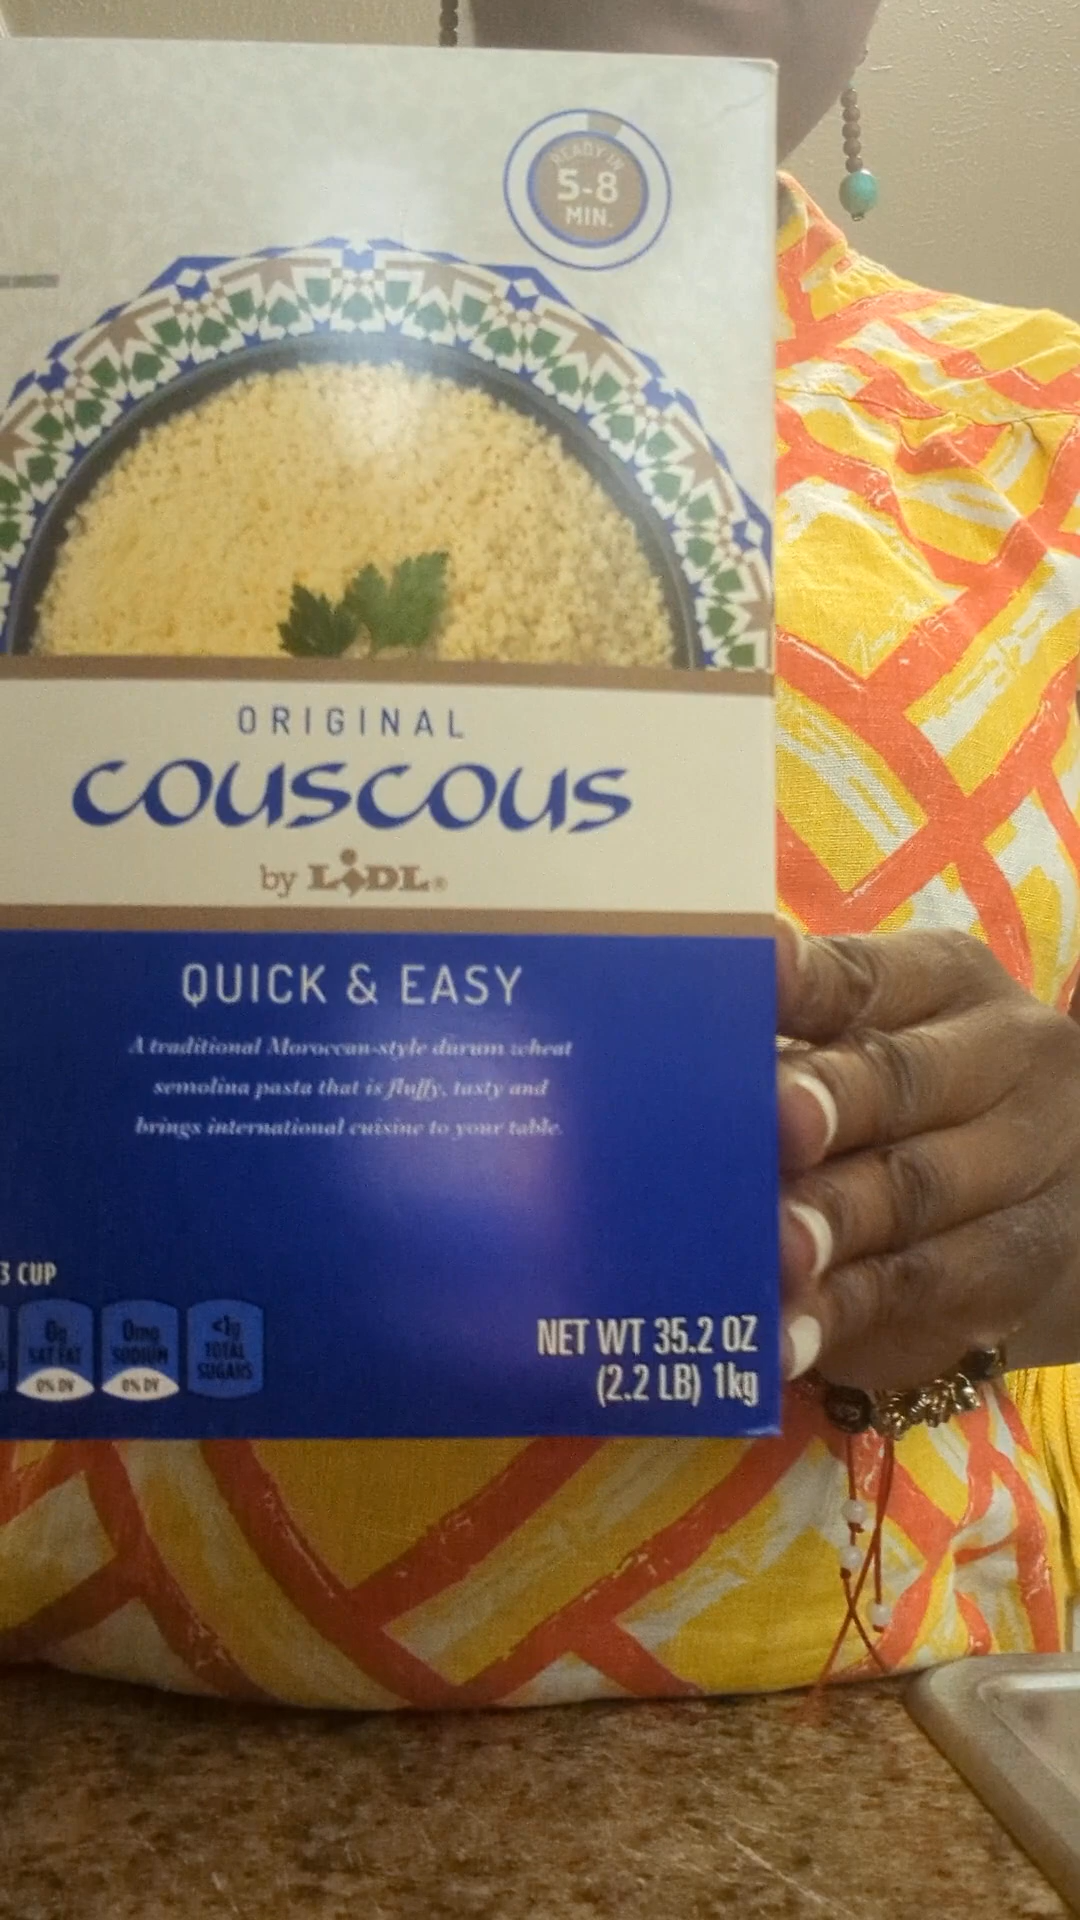 READY IN
5-8
MIN.
ORIGINAL
couscous
by LiDL®
QUICK & EASY
A traditional Moroccan-style durum wheat
semolina pasta that is fluffy, tasty and
brings international cuisine to your table.
3 CUP
0g
SAT FAT
0% DV
0mg
SODIUM
0% DV
<1g
TOTAL
SUGARS
NET WT 35.2 OZ
(2.2 LB) 1kg